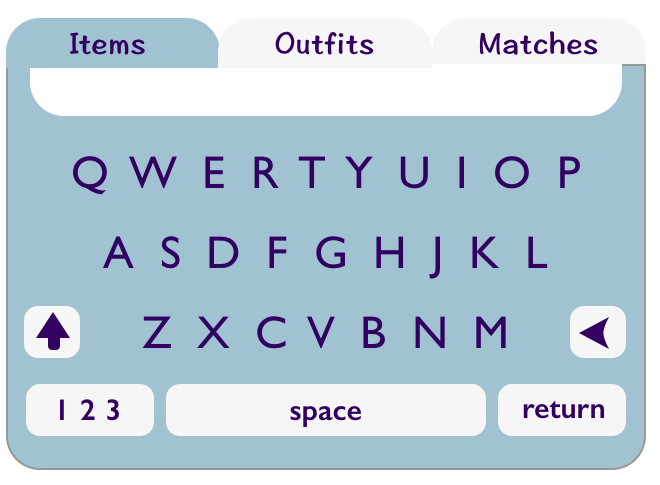 Items Outfits Matches
Q W E R T Y U I O P
A S D F G H J K L
Z X C V B N M
1 2 3 space return